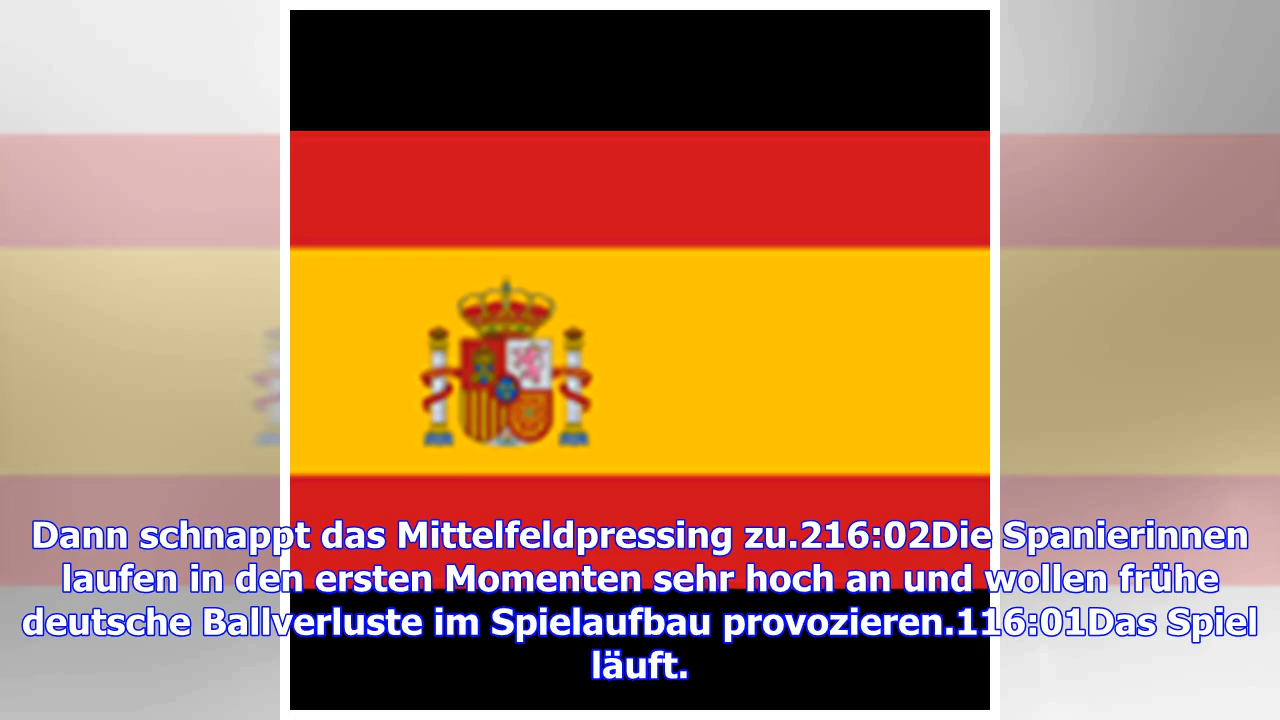 Dann schnappt das Mittelfeldpressing zu.216:02Die Spanierinnen
laufen in den ersten Momenten sehr hoch an und wollen frühe
deutsche Ballverluste im Spielaufbau provozieren.116:01Das Spiel
läuft.